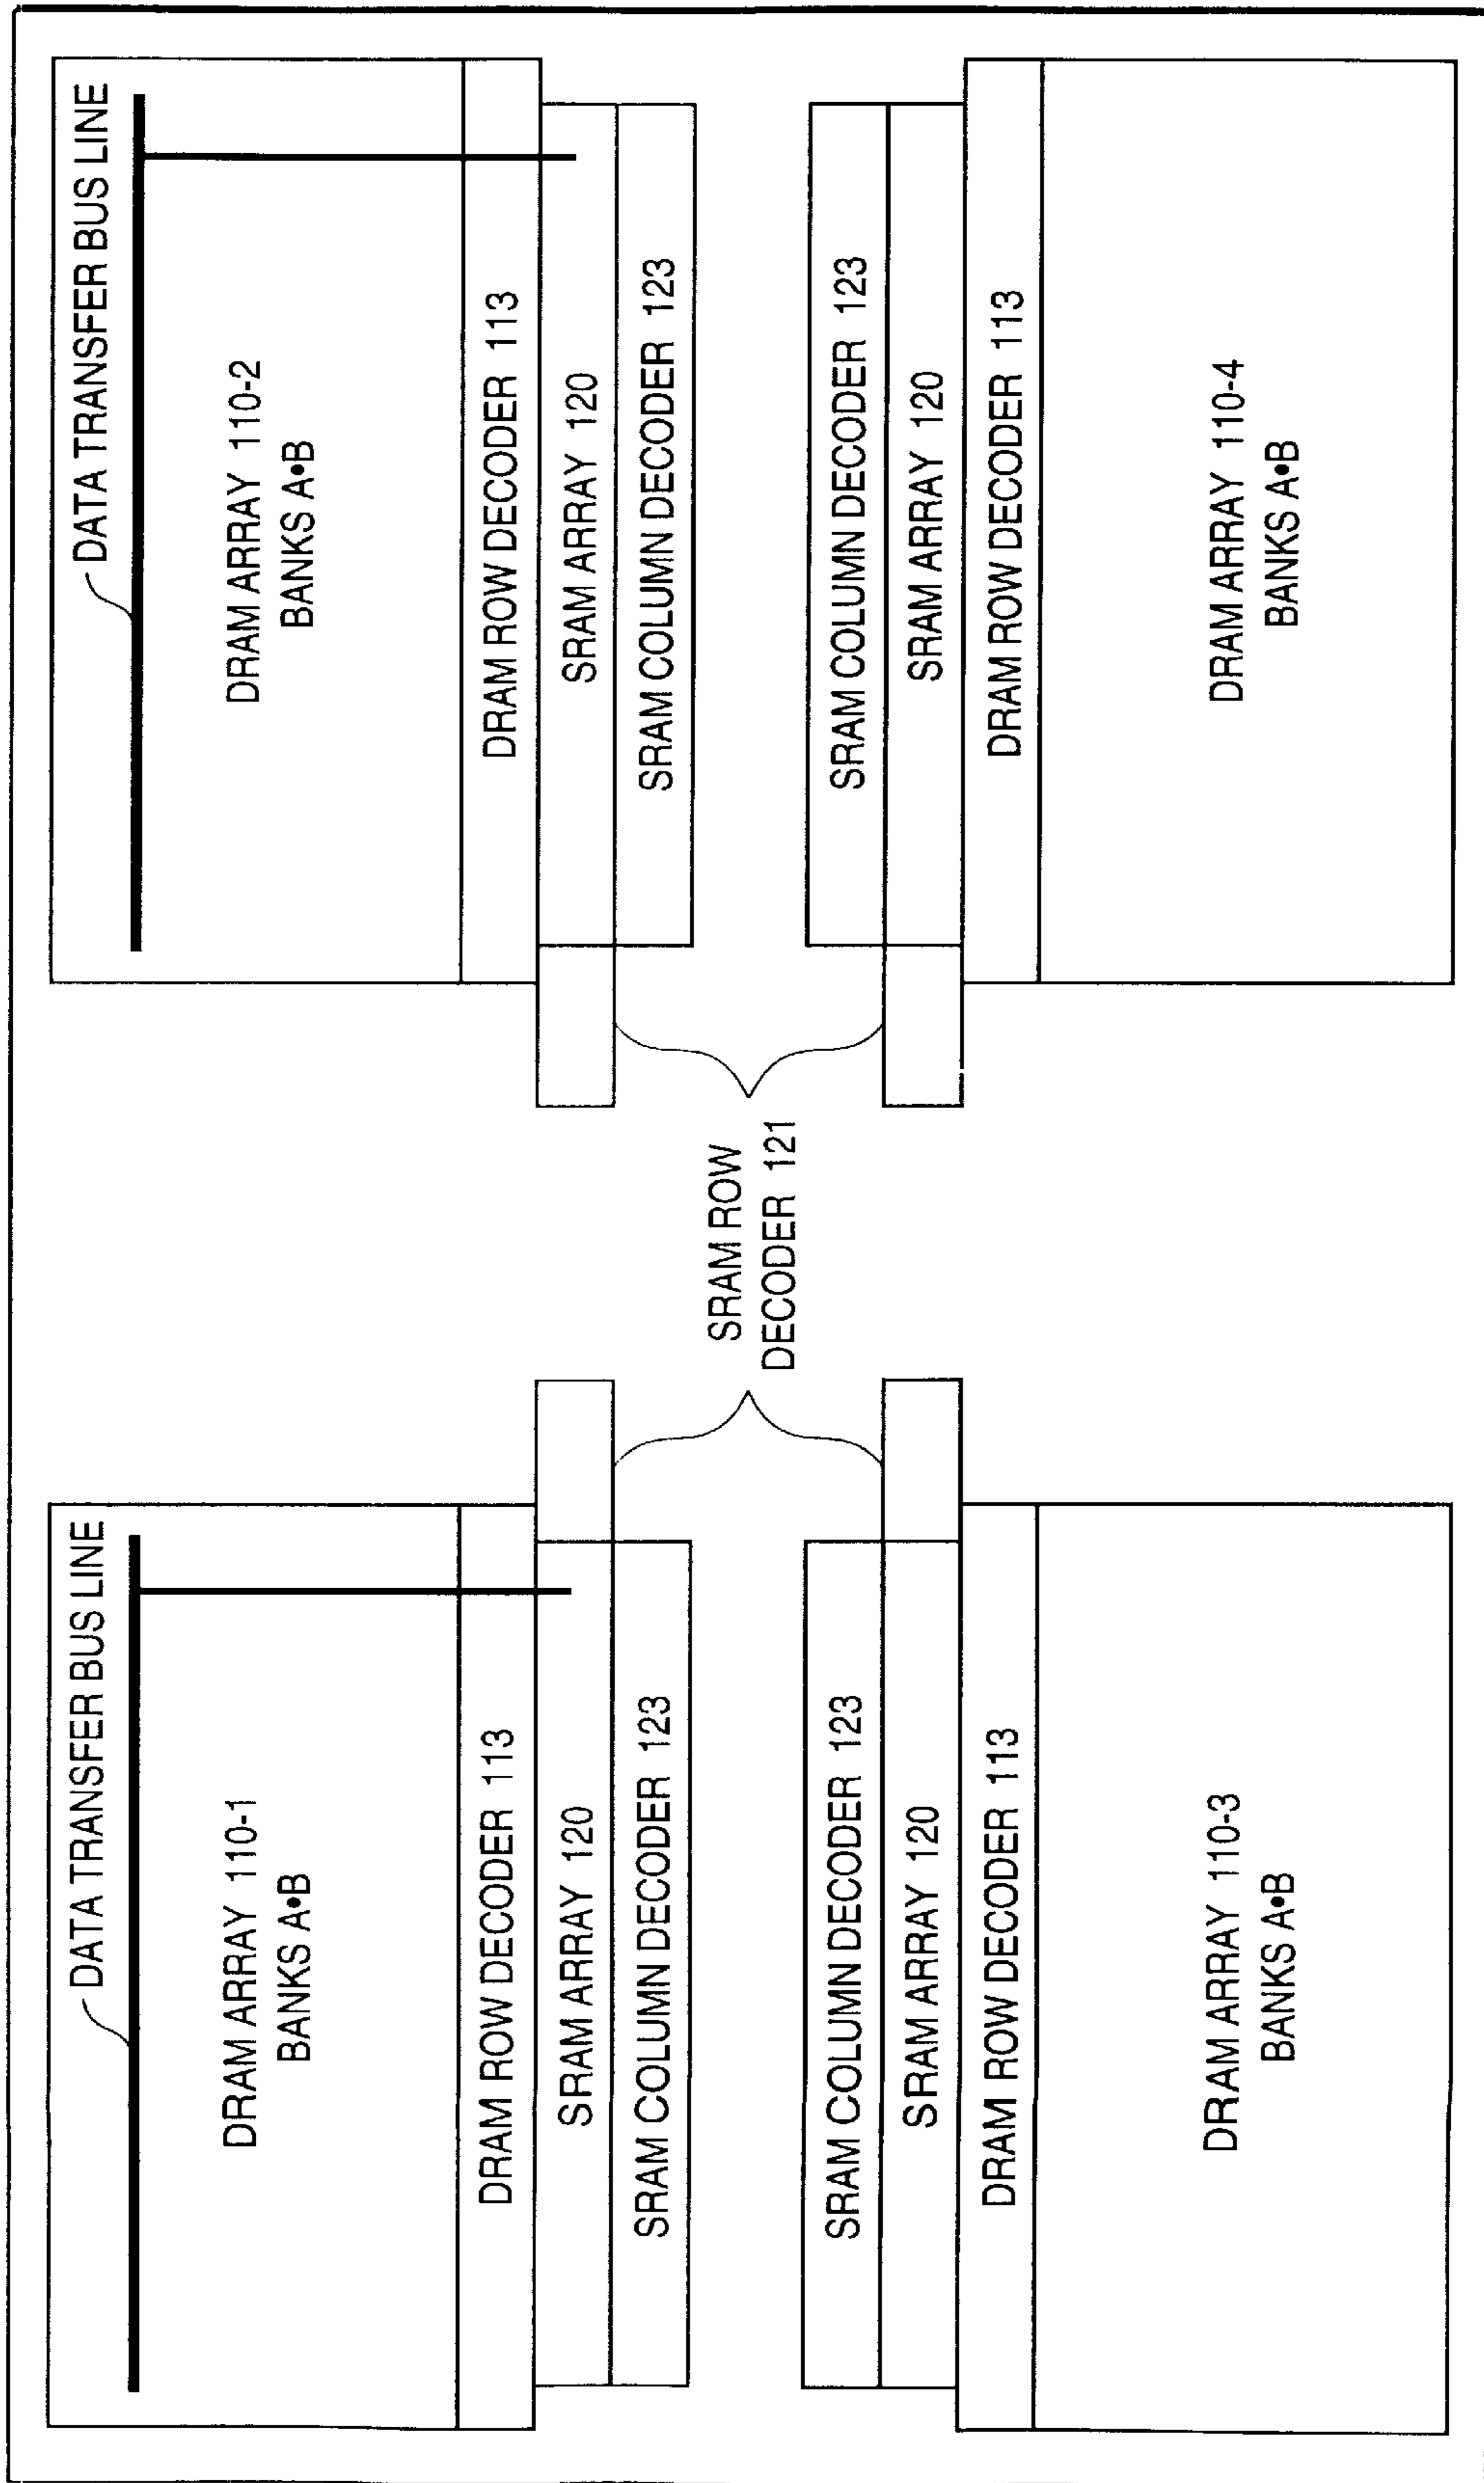 DATA TRANSFER BUS LINE
DRAM ARRAY 110-1
BANKS A•B
DRAM ROW DECODER 113
SRAM ARRAY 120
SRAM COLUMN DECODER 123
SRAM COLUMN DECODER 123
SRAM ARRAY 120
DRAM ROW DECODER 113
DRAM ARRAY 110-3
BANKS A•B
SRAM ROW
DECODER 121
DATA TRANSFER BUS LINE
DRAM ARRAY 110-2
BANKS A•B
DRAM ROW DECODER 113
SRAM ARRAY 120
SRAM COLUMN DECODER 123
SRAM COLUMN DECODER 123
SRAM ARRAY 120
DRAM ROW DECODER 113
DRAM ARRAY 110-4
BANKS A•B